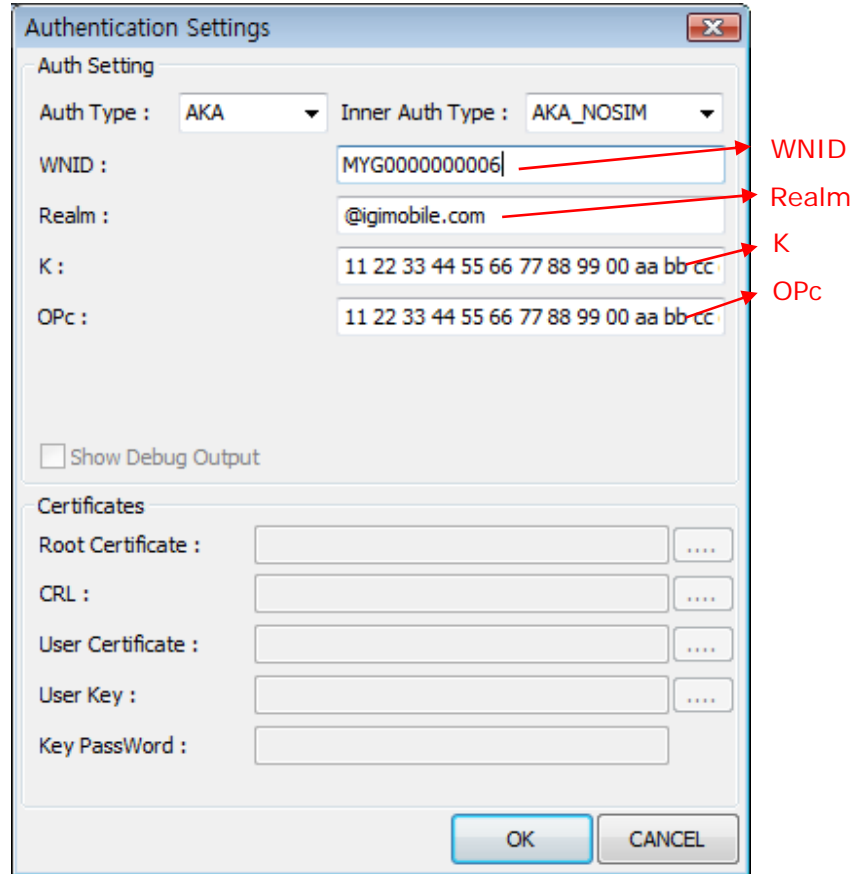 Authentication Settings
Auth Setting
Auth Type : AKA Inner Auth Type : AKA_NOSIM
WNID : MYG0000000006 WNID
Realm : @igimobile.com Realm
K : 11 22 33 44 55 66 77 88 99 00 aa bb cc K
OPc : 11 22 33 44 55 66 77 88 99 00 aa bb cc OPc
Show Debug Output
Certificates
Root Certificate : ....
CRL : ....
User Certificate : ....
User Key : ....
Key PassWord :
OK CANCEL